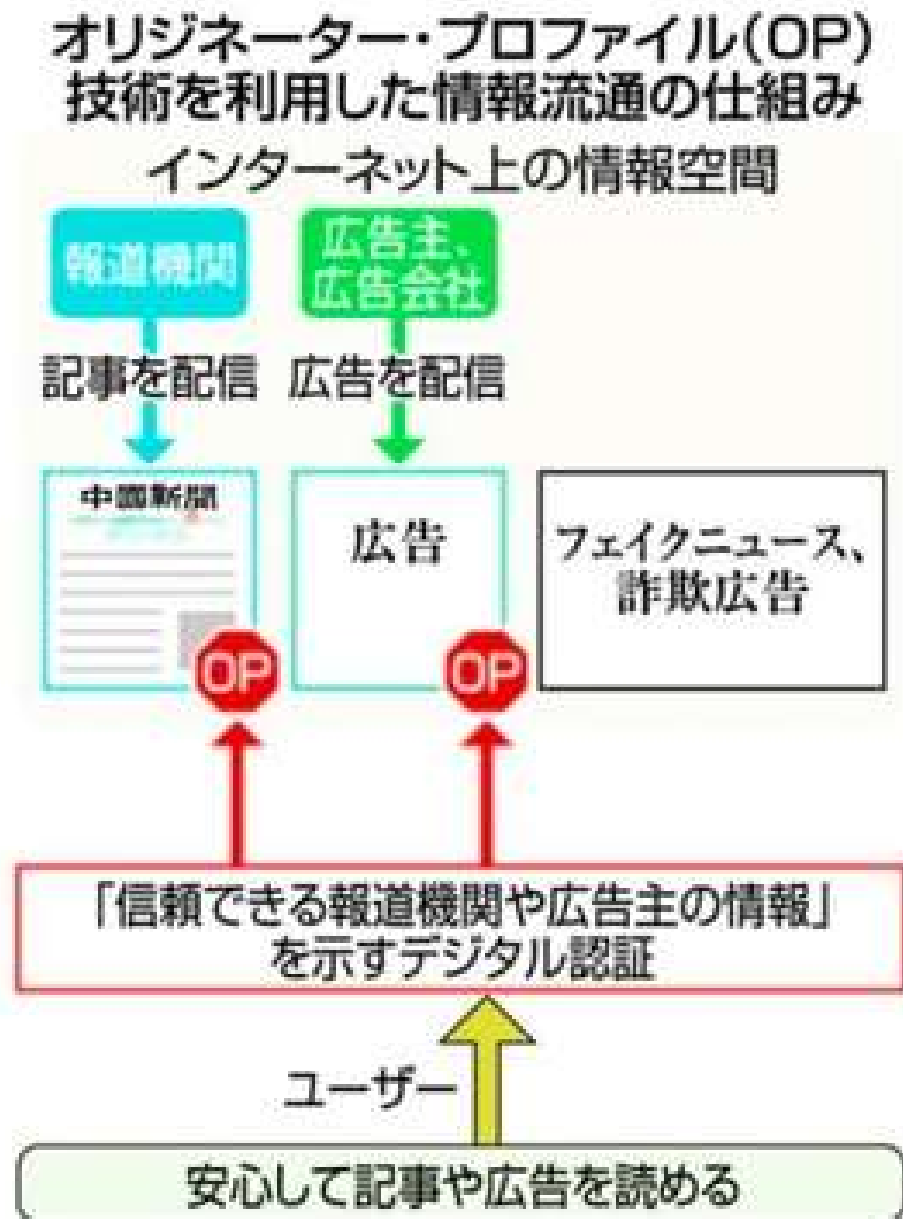 オリジネーター・プロファイル(OP)
技術を利用した情報流通の仕組み
インターネット上の情報空間
報道機関
広告主、
広告会社
記事を配信
広告を配信
中國新聞
広告
フェイクニュース、
詐欺広告
OP
OP
「信頼できる報道機関や広告主の情報」
を示すデジタル認証
ユーザー
安心して記事や広告を読める